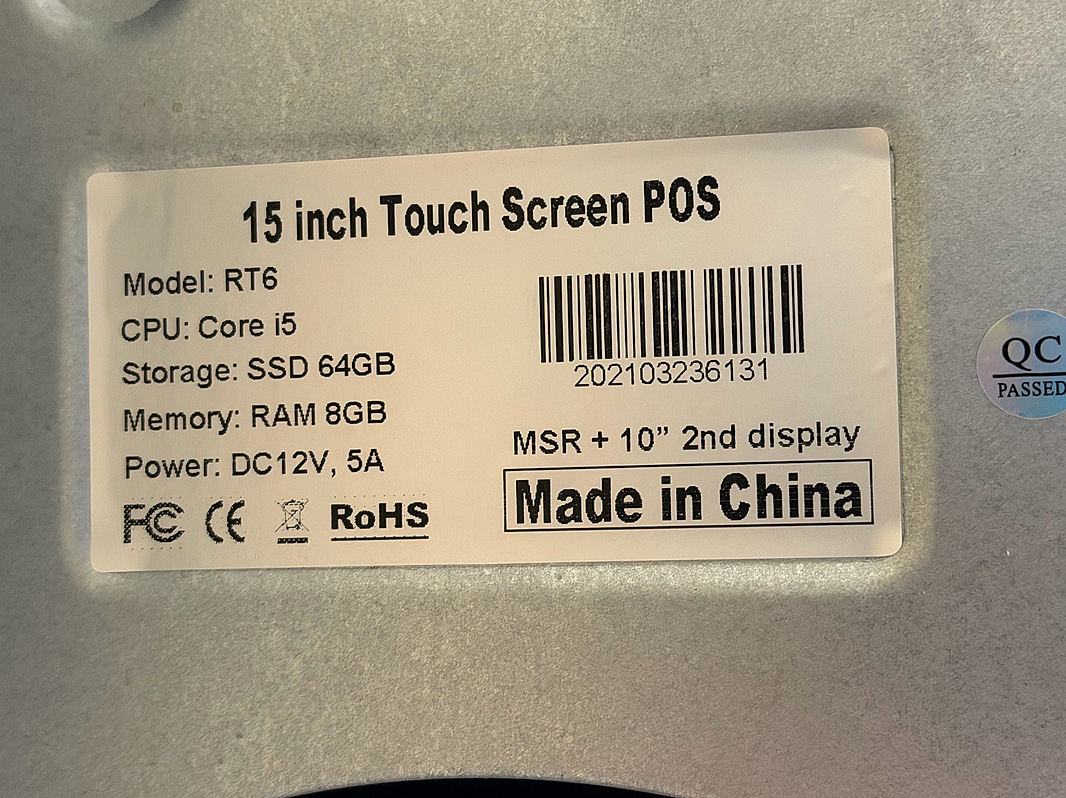 15 inch Touch Screen POS
Model: RT6
CPU: Core i5
Storage: SSD 64GB
Memory: RAM 8GB
Power: DC12V, 5A
FC CE RoHS
202103236131
MSR + 10” 2nd display
Made in China
QC
PASSED